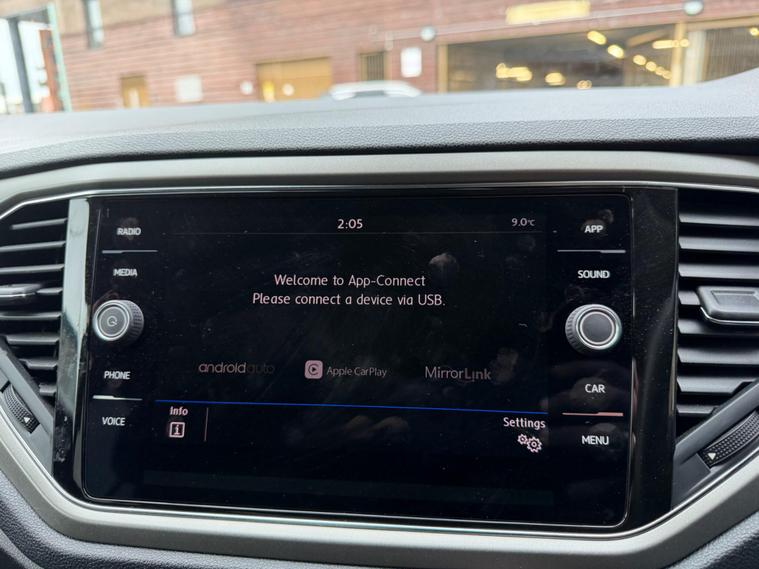 RADIO
MEDIA
PHONE
VOICE
2:05
9.0°C
Welcome to App-Connect
Please connect a device via USB.
androidauto
Apple CarPlay
MirrorLink
Info
Settings
APP
SOUND
CAR
MENU